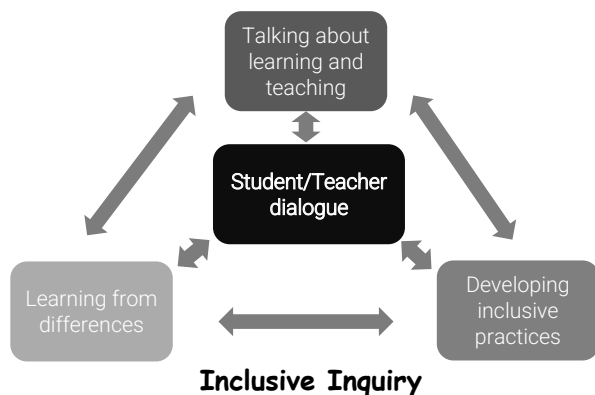 Talking about
learning and
teaching
Student/Teacher
dialogue
Learning from
differences
Developing
inclusive
practices
Inclusive Inquiry